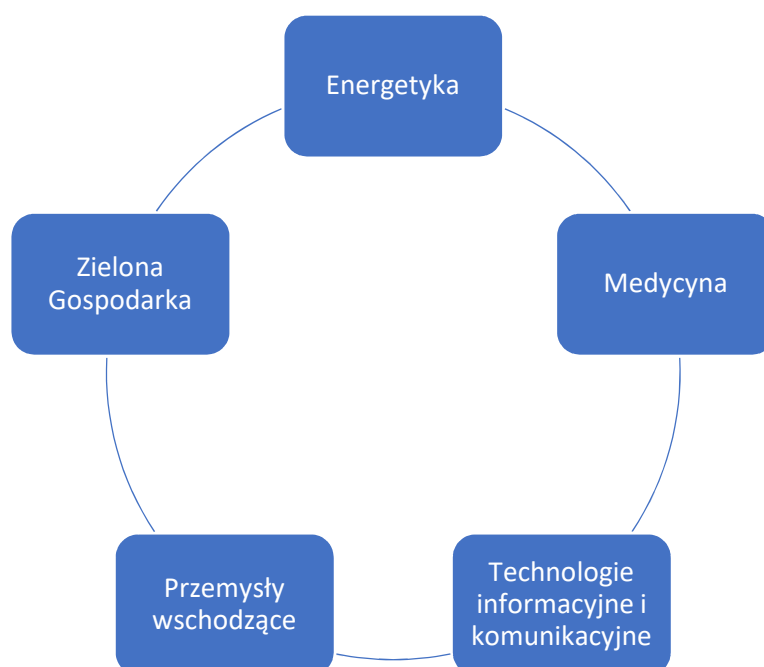 Energetyka
Medycyna
Technologie
informacyjne i
komunikacyjne
Przemysły
wschodzące
Zielona
Gospodarka